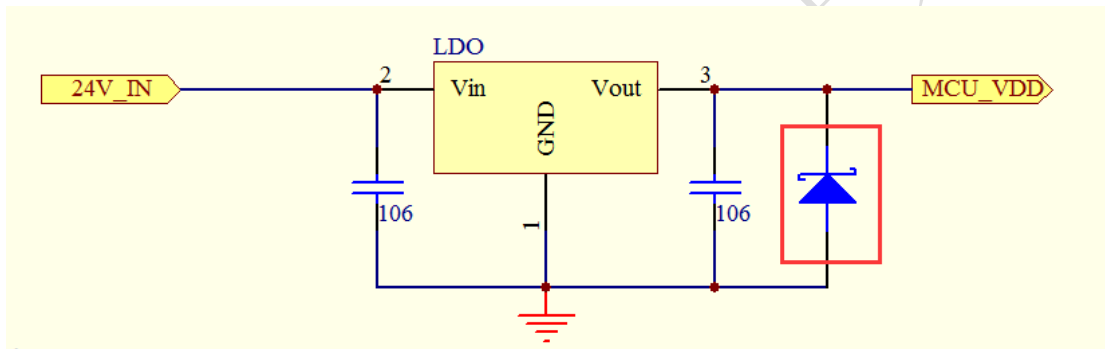 LDO
24V_IN
2
Vin
Vout
3
MCU_VDD
GND
106
1
106